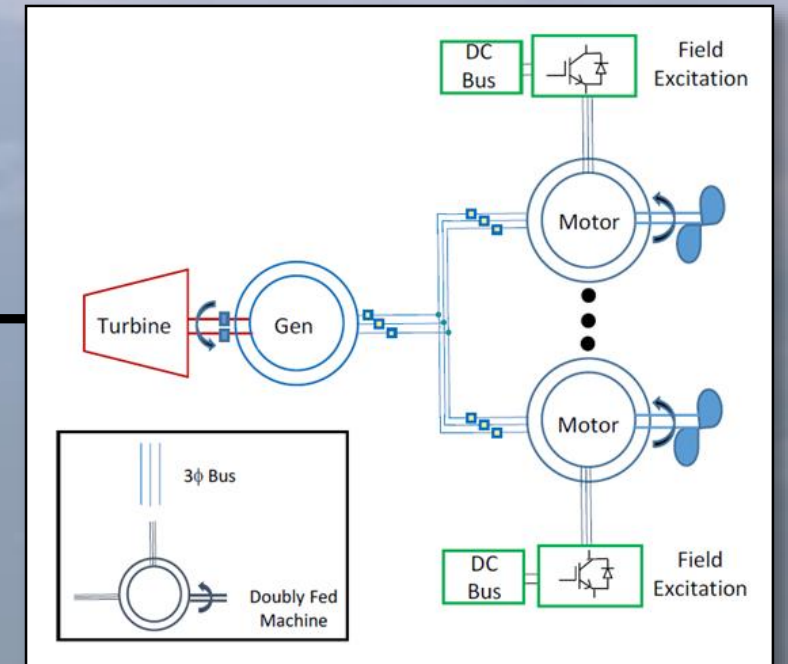 DC
Bus
Field
Excitation
Motor
Turbine
Gen
Motor
3ϕ Bus
Doubly Fed
Machine
DC
Bus
Field
Excitation